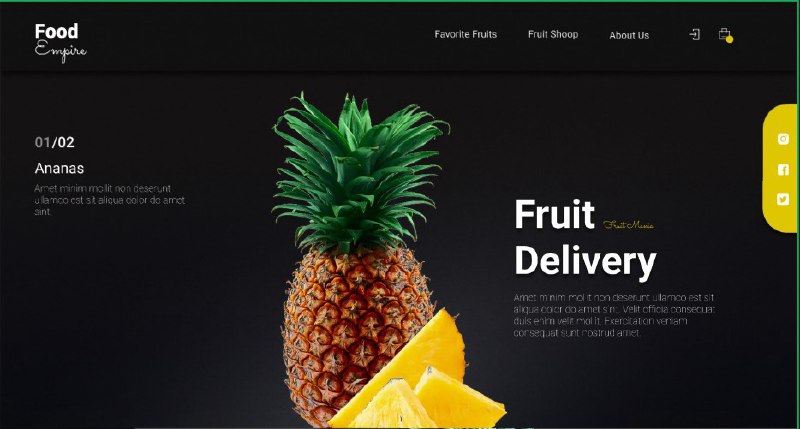 Food
Empire
Favorite Fruits
Fruit Shoop
About Us
01/02
Ananas
Amet minim mollit non deserunt
ullamco est sit aliqua dolor do amet
sint.
Fruit
Fruit Mania
Delivery
Amet minim mollit non deserunt ullamco est sit
aliqua dolor do amet sint. Velit officia consequat
duis enim velit mollit. Exercitation veniam
consequat sunt nostrud amet.